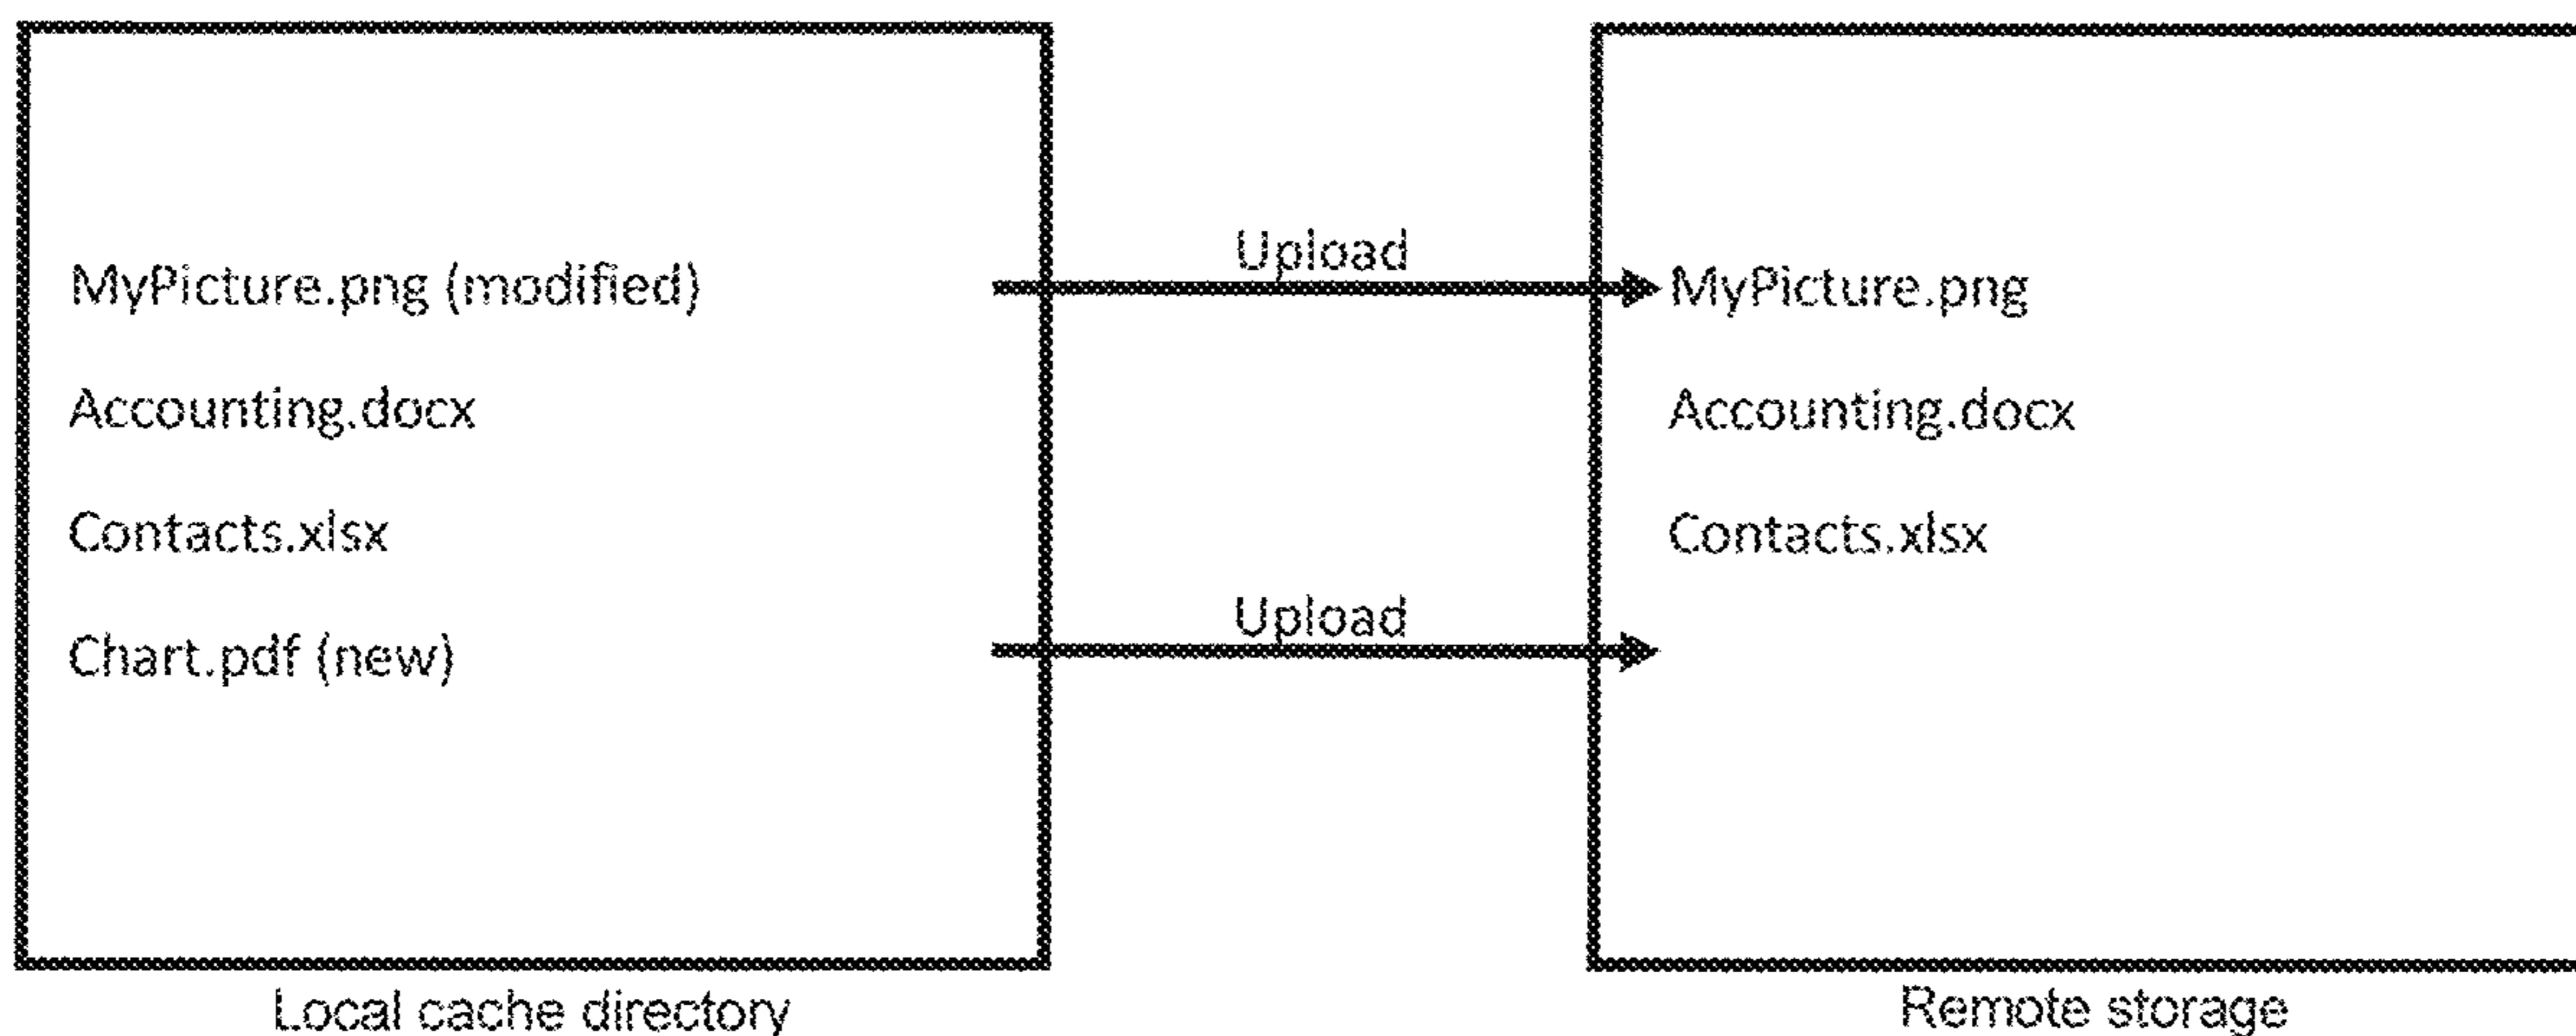 Upload
MyPicture.png (modified)
MyPicture.png
Accounting.docx
Accounting.docx
Contacts.xlsx
Contacts.xlsx
Upload
Chart.pdf (new)
Local cache directory
Remote storage